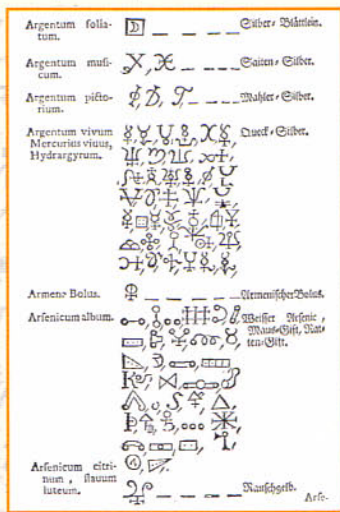 Argentum folia-
tum. Silber-Blättlein.
Argentum musi-
cum. Saiten-Silber.
Argentum picto-
rium. Mahler-Silber.
Argentum vivum Queck-Silber.
Mercurius vivus,
Hydrargyrum.
Armena Bolus. Armenischer Bolus.
Arsenicum album. Weisser Arsenic,
Maus-Gift, Rat-
ten-Gift.
Arsenicum citri-
num, flauum
luteum. Rauschgelb.
Arse-